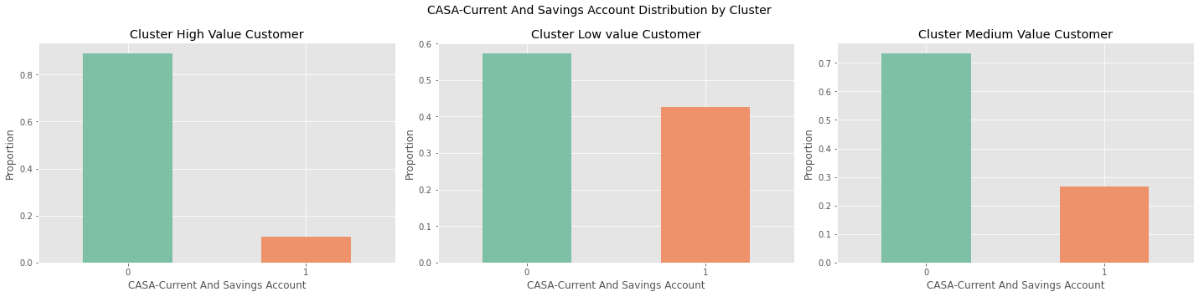 CASA-Current And Savings Account Distribution by Cluster
Cluster High Value Customer
Proportion
0.8
0.6
0.4
0.2
0.0
0 1
CASA-Current And Savings Account
Cluster Low value Customer
Proportion
0.6
0.5
0.4
0.3
0.2
0.1
0.0
0 1
CASA-Current And Savings Account
Cluster Medium Value Customer
Proportion
0.7
0.6
0.5
0.4
0.3
0.2
0.1
0.0
0 1
CASA-Current And Savings Account